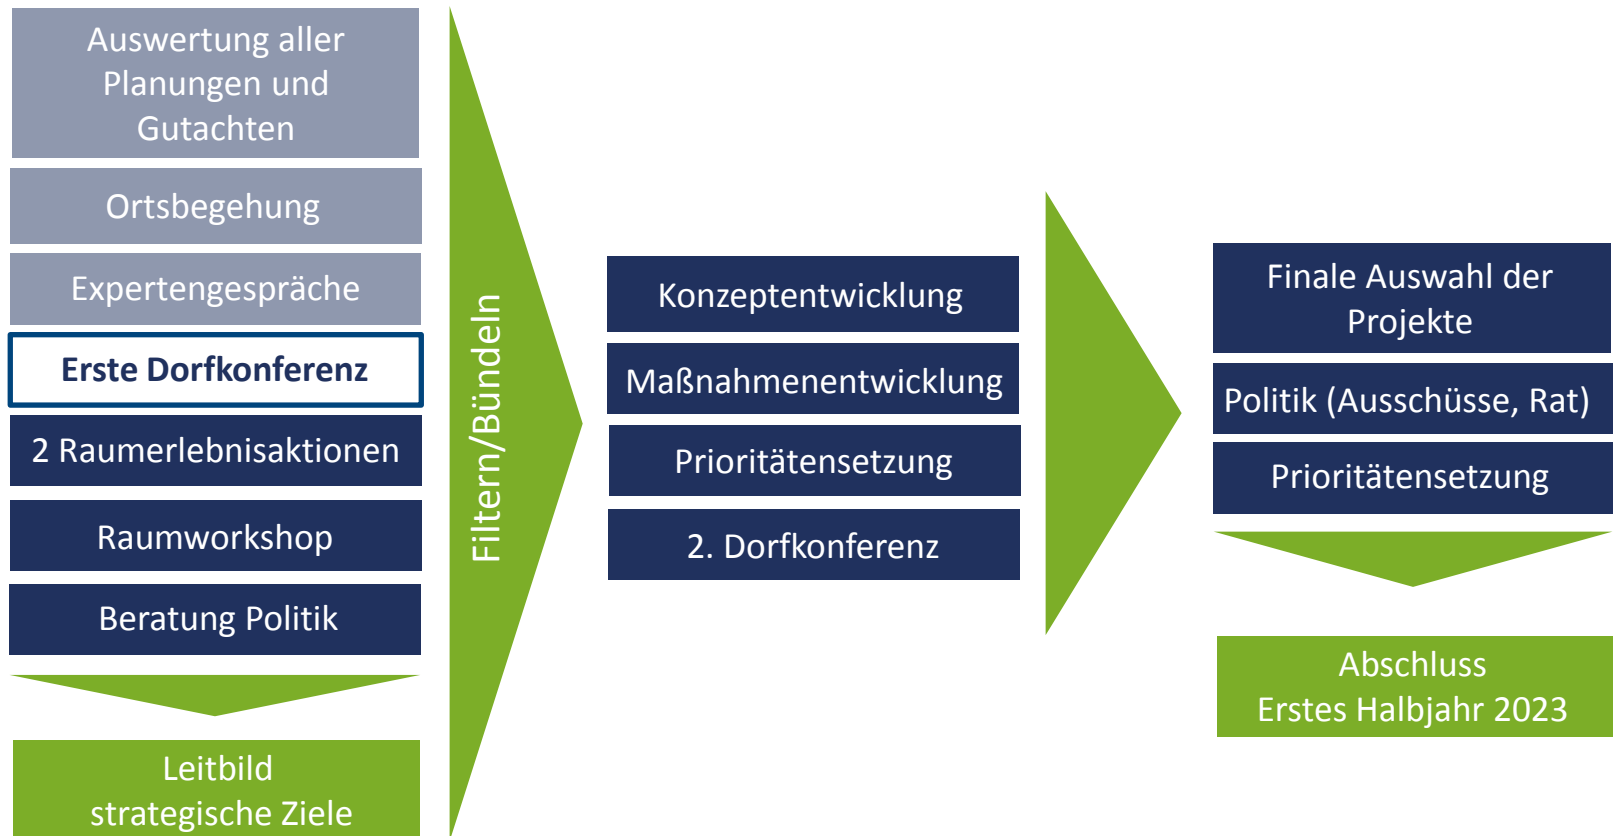 Auswertung aller
Planungen und
Gutachten
Ortsbegehung
Expertengespräche
Erste Dorfkonferenz
2 Raumerlebnisaktionen
Raumworkshop
Beratung Politik
Leitbild
strategische Ziele
Filtern/Bündeln
Konzeptentwicklung
Maßnahmenentwicklung
Prioritätensetzung
2. Dorfkonferenz
Finale Auswahl der
Projekte
Politik (Ausschüsse, Rat)
Prioritätensetzung
Abschluss
Erstes Halbjahr 2023